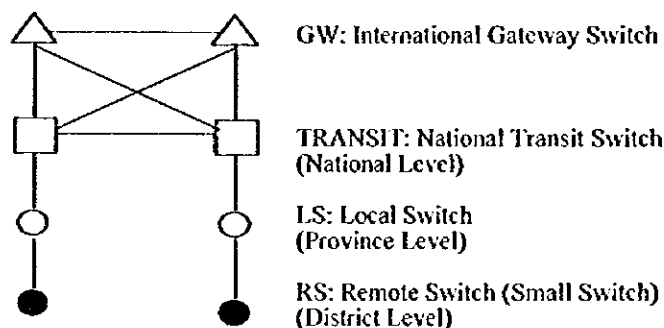 GW: International Gateway Switch
TRANSIT: National Transit Switch
(National Level)
LS: Local Switch
(Province Level)
RS: Remote Switch (Small Switch)
(District Level)